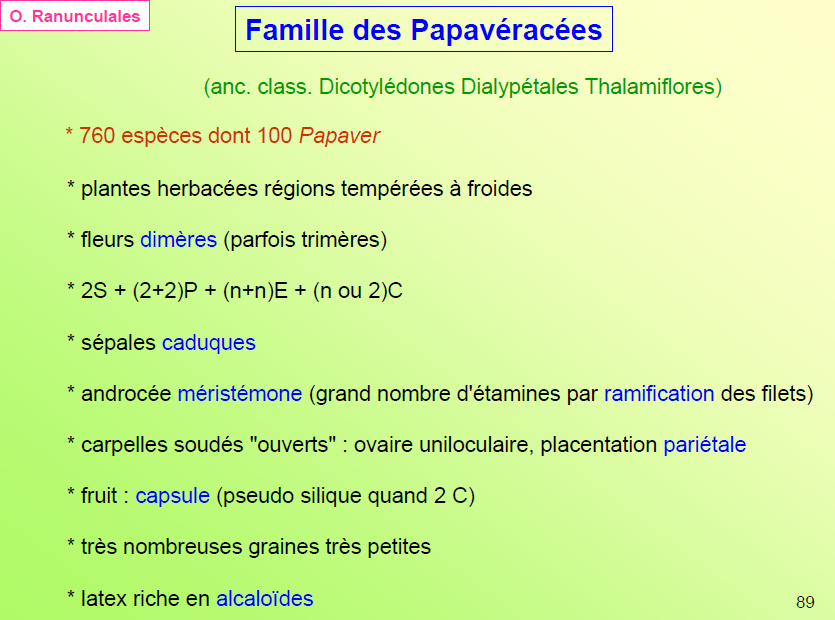 O. Ranunculales
Famille des Papavéracées
(anc. class. Dicotylédones Dialypétales Thalamiflores)
* 760 espèces dont 100 Papaver
* plantes herbacées régions tempérées à froides
* fleurs dimères (parfois trimères)
* 2S + (2+2)P + (n+n)E + (n ou 2)C
* sépales caduques
* androcée méristémone (grand nombre d'étamines par ramification des filets)
* carpelles soudés "ouverts" : ovaire uniloculaire, placentation pariétale
* fruit : capsule (pseudo silique quand 2 C)
* très nombreuses graines très petites
* latex riche en alcaloïdes
89